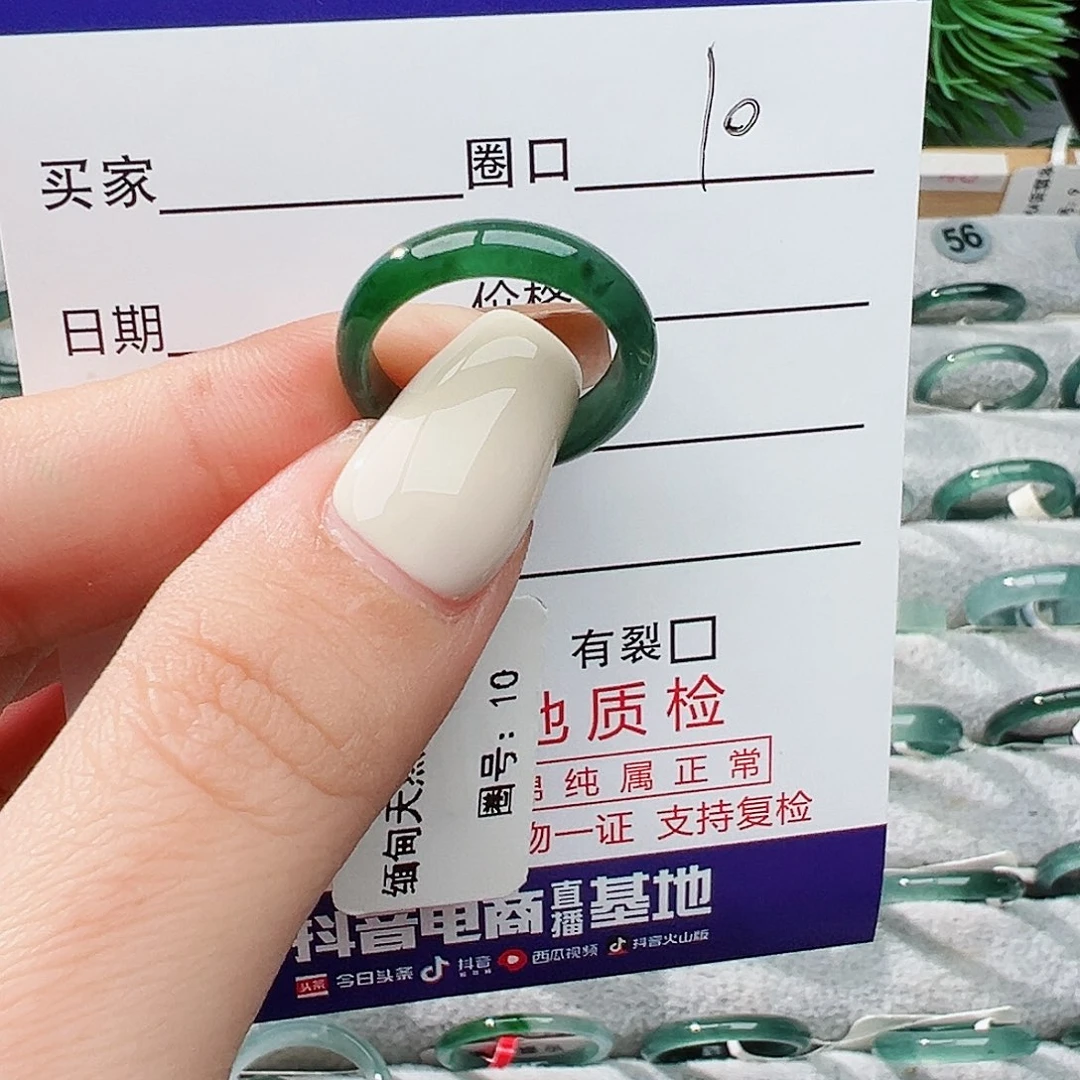 买家 圈口 10
日期 价格
有裂
地质检
纯属正常
物一证 支持复检
圈号：10
缅甸天然
抖音电商直播基地
头条 今日头条 抖音 西瓜视频 抖音火山版
56